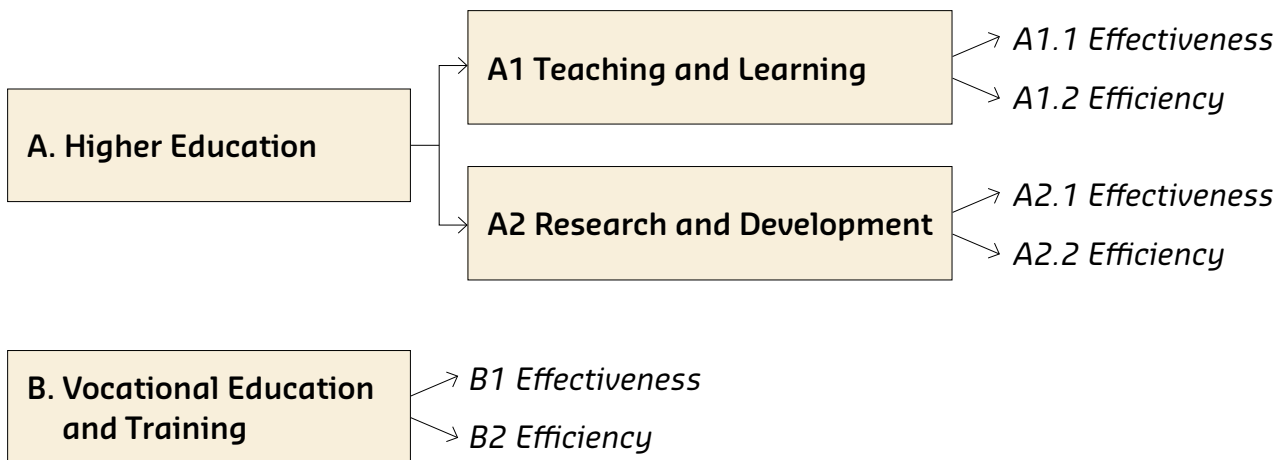 A1.1 Effectiveness
A1 Teaching and Learning
A1.2 Efficiency
A. Higher Education
A2.1 Effectiveness
A2 Research and Development
A2.2 Efficiency
B. Vocational Education
and Training
B1 Effectiveness
B2 Efficiency